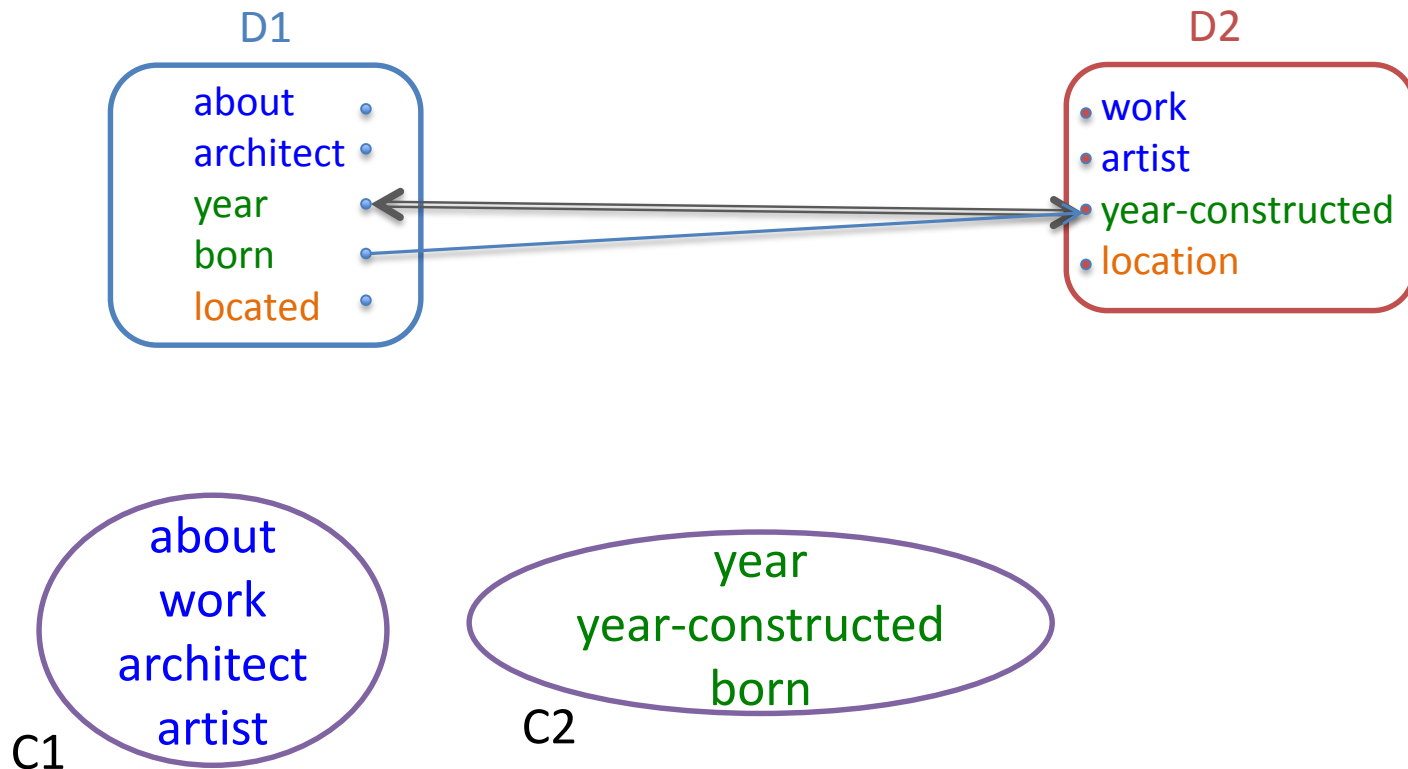 D1
about
architect
year
born
located
D2
work
artist
year-constructed
location
about
work
architect
artist
C1
year
year-constructed
born
C2